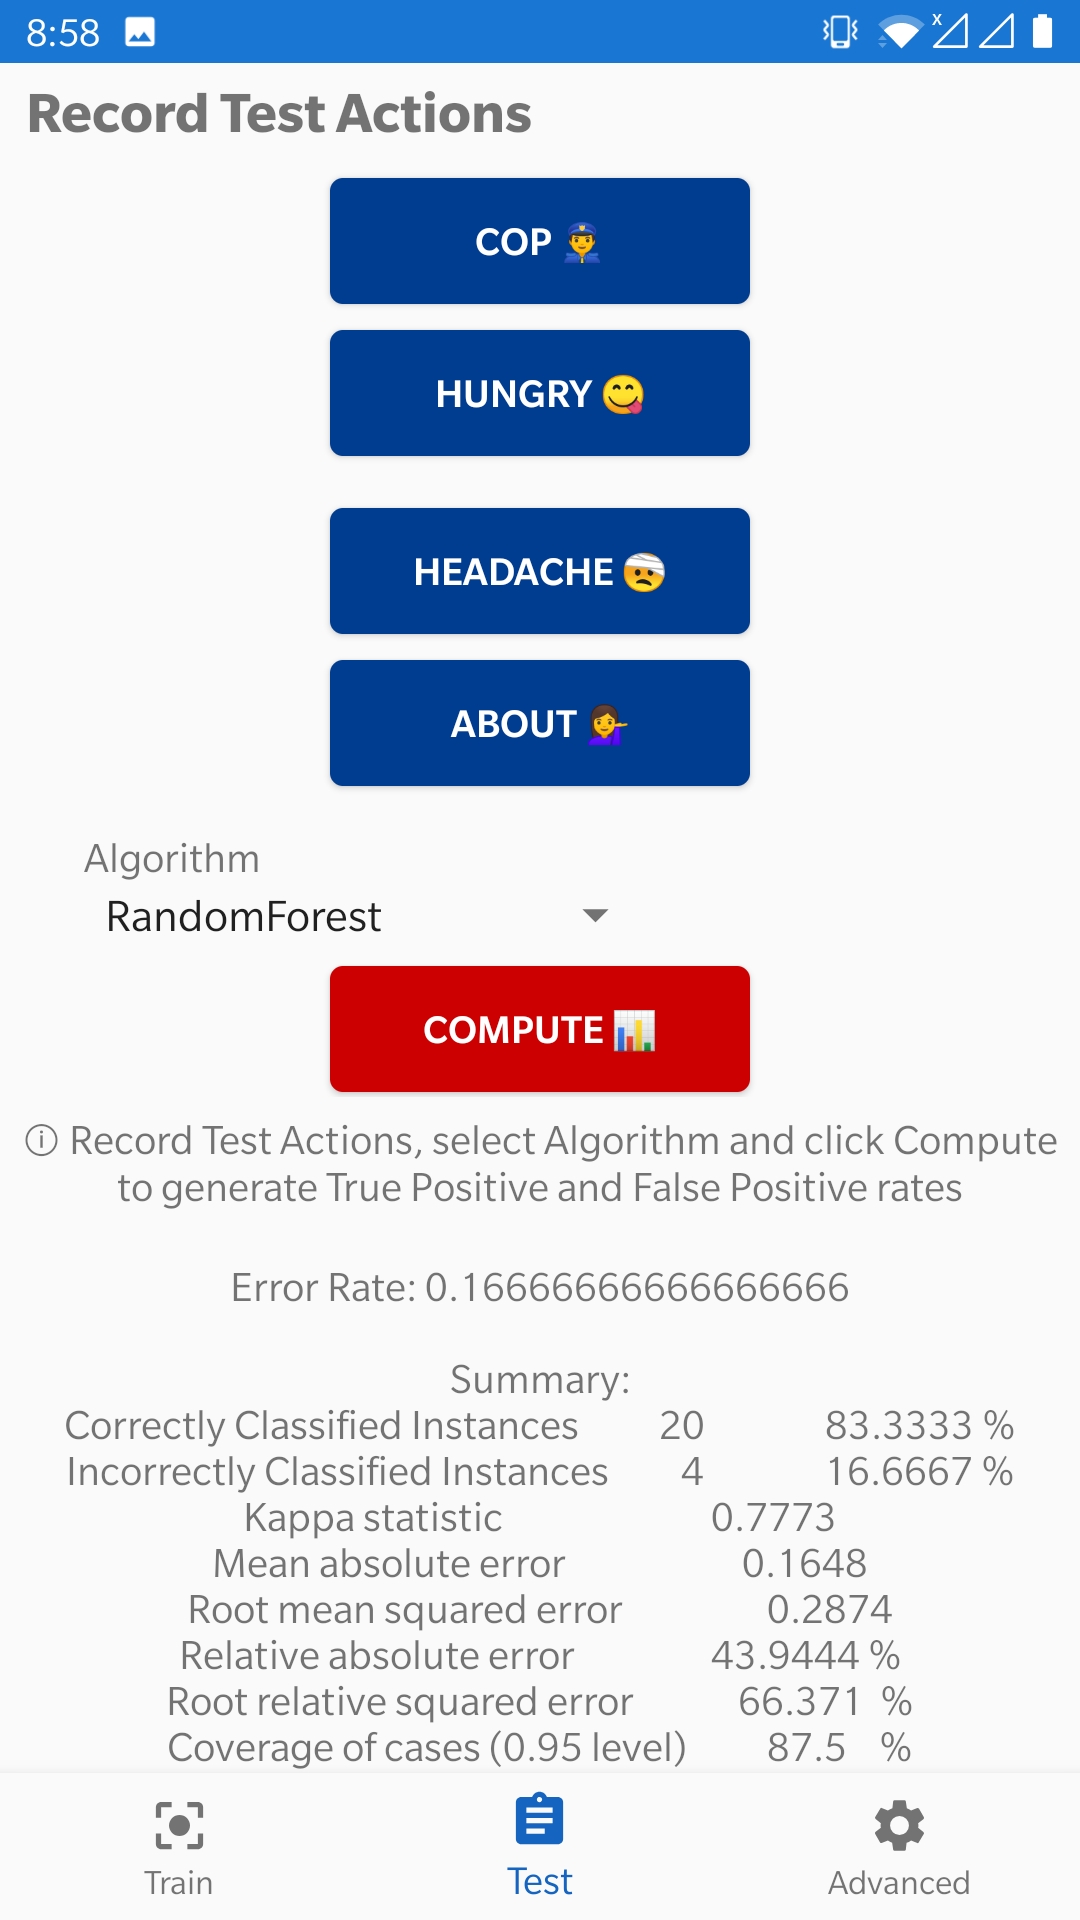 8:58
Record Test Actions
COP 👮
HUNGRY 😋
HEADACHE 🤕
ABOUT 💁‍♀️
Algorithm
RandomForest
COMPUTE 📊
ⓘ Record Test Actions, select Algorithm and click Compute
to generate True Positive and False Positive rates
Error Rate: 0.16666666666666666
Summary:
Correctly Classified Instances 20 83.3333 %
Incorrectly Classified Instances 4 16.6667 %
Kappa statistic 0.7773
Mean absolute error 0.1648
Root mean squared error 0.2874
Relative absolute error 43.9444 %
Root relative squared error 66.371 %
Coverage of cases (0.95 level) 87.5 %
Train
Test
Advanced